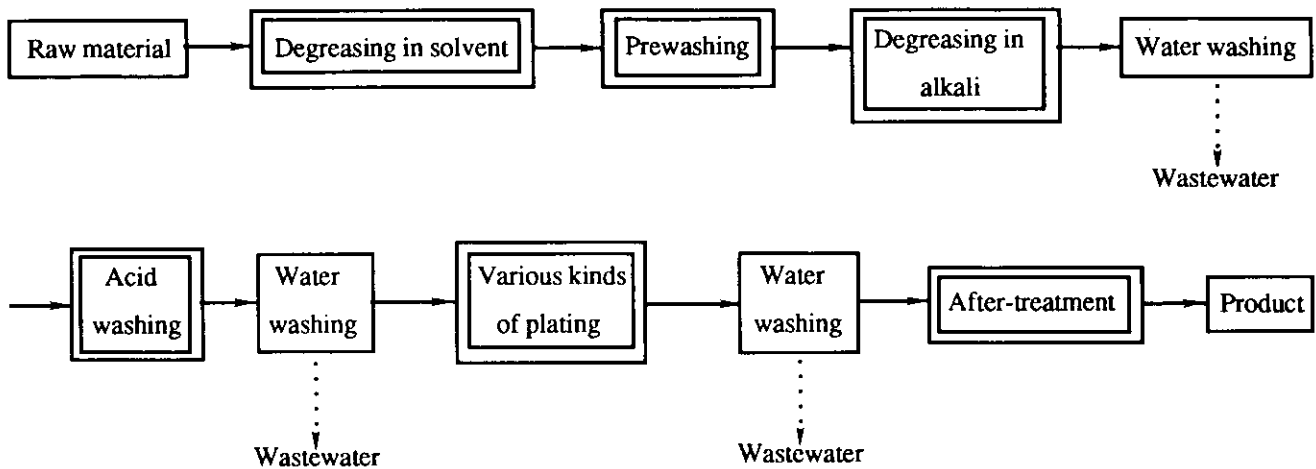 Raw material
Degreasing in solvent
Prewashing
Degreasing in
alkali
Water washing
Wastewater
Acid
washing
Water
washing
Wastewater
Various kinds
of plating
Water
washing
Wastewater
After-treatment
Product